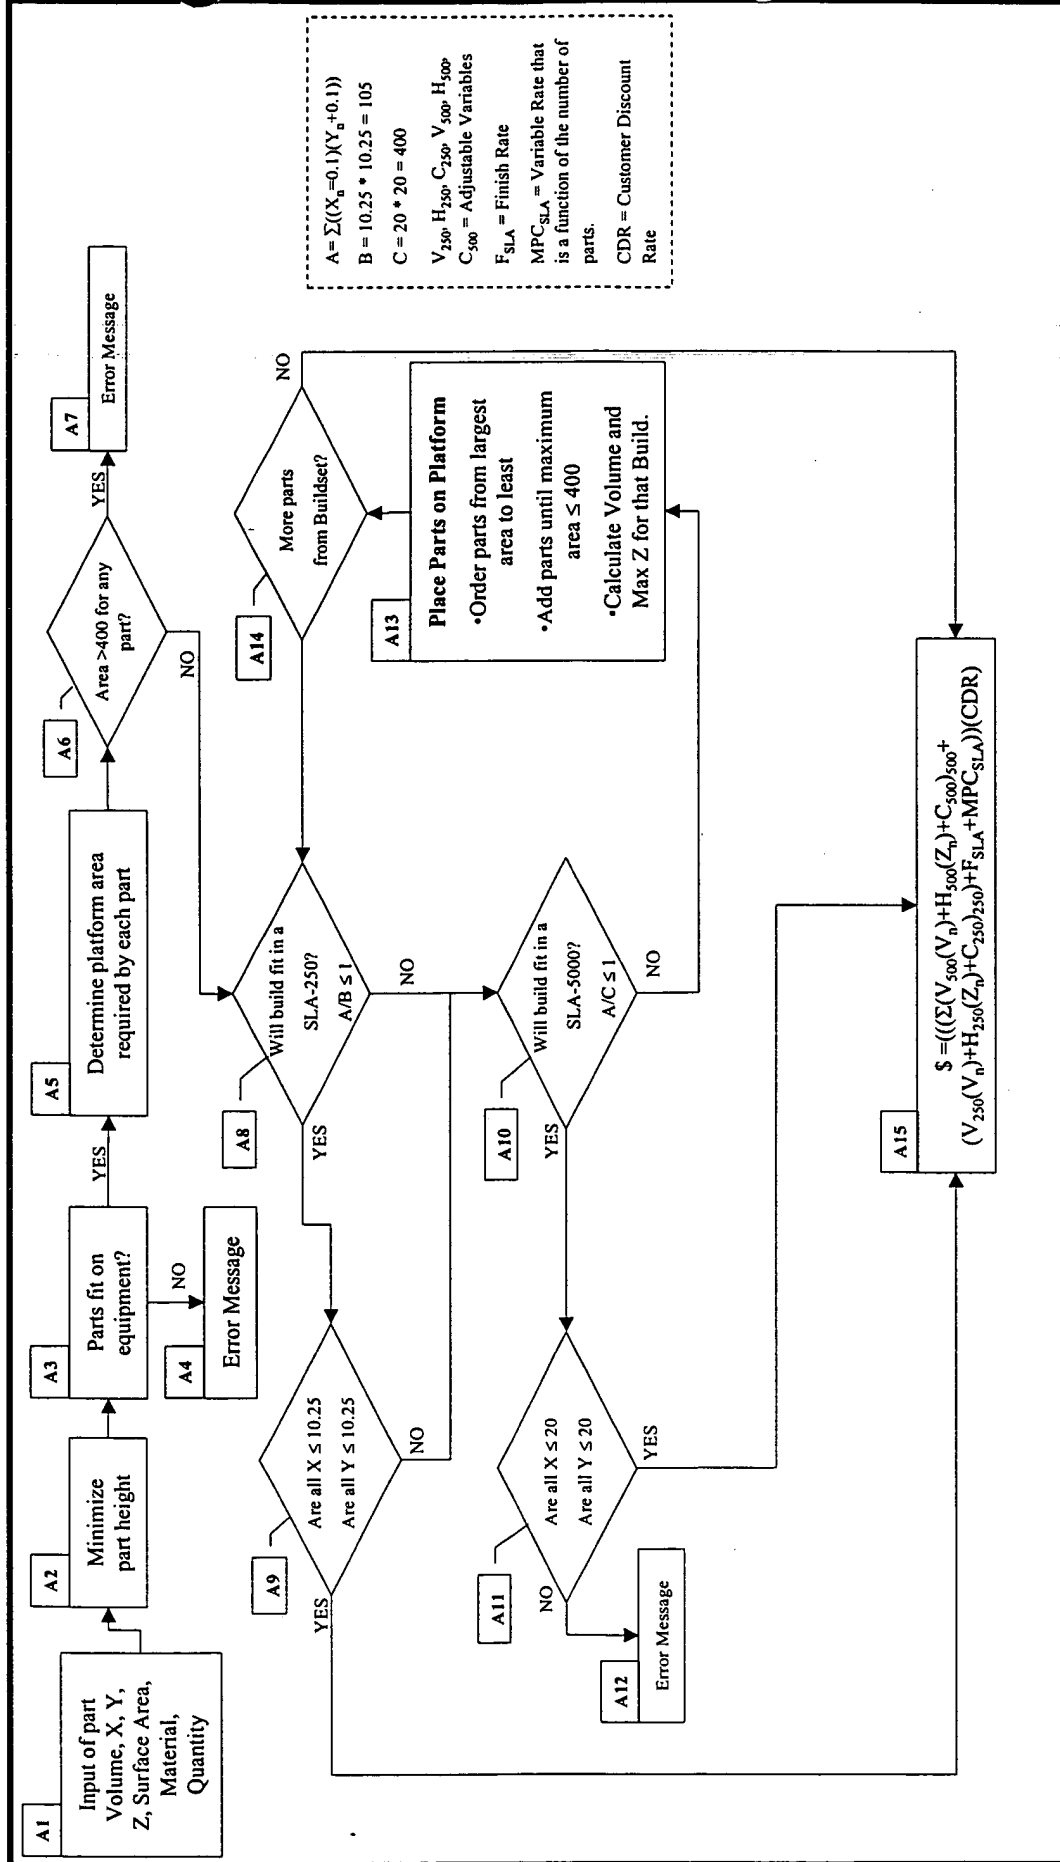 A1
Input of part
Volume, X, Y,
Z, Surface Area,
Material,
Quantity
A2
Minimize
part height
A3
Parts fit on
equipment?
YES
NO
A4
Error Message
A5
Determine platform area
required by each part
A6
Area >400 for any
part?
YES
NO
A7
Error Message
A8
Will build fit in a
SLA-250?
A/B ≤ 1
YES
NO
A9
Are all X ≤ 10.25
Are all Y ≤ 10.25
YES
NO
A10
Will build fit in a
SLA-5000?
A/C ≤ 1
YES
NO
A11
Are all X ≤ 20
Are all Y ≤ 20
NO
YES
A12
Error Message
A13
Place Parts on Platform
•Order parts from largest
area to least
•Add parts until maximum
area ≤ 400
•Calculate Volume and
Max Z for that Build.
A14
More parts
from Buildset?
NO
A15
$ =(((Σ(V500(Vn)+H500(Zn)+C500)500+
(V250(Vn)+H250(Zn)+C250)250)+FSLA+MPCSLA))(CDR)
A= Σ((Xn=0.1)(Yn+0.1))
B = 10.25 * 10.25 = 105
C = 20 * 20 = 400
V250, H250, C250, V500, H500,
C500 = Adjustable Variables
FSLA = Finish Rate
MPCSLA = Variable Rate that
is a function of the number of
parts.
CDR = Customer Discount
Rate